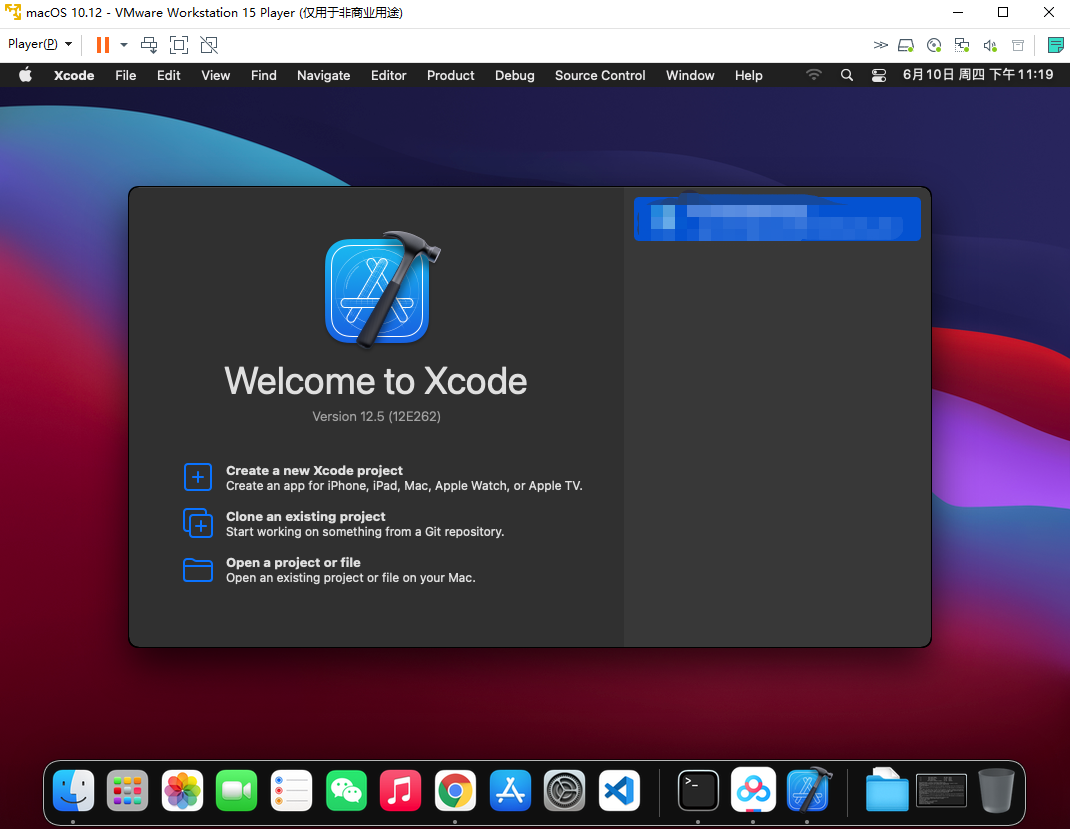 macOS 10.12 - VMware Workstation 15 Player (仅用于非商业用途)
Player(P)
Xcode File Edit View Find Navigate Editor Product Debug Source Control Window Help 6月10日 周四 下午11:19
Welcome to Xcode
Version 12.5 (12E262)
Create a new Xcode project
Create an app for iPhone, iPad, Mac, Apple Watch, or Apple TV.
Clone an existing project
Start working on something from a Git repository.
Open a project or file
Open an existing project or file on your Mac.